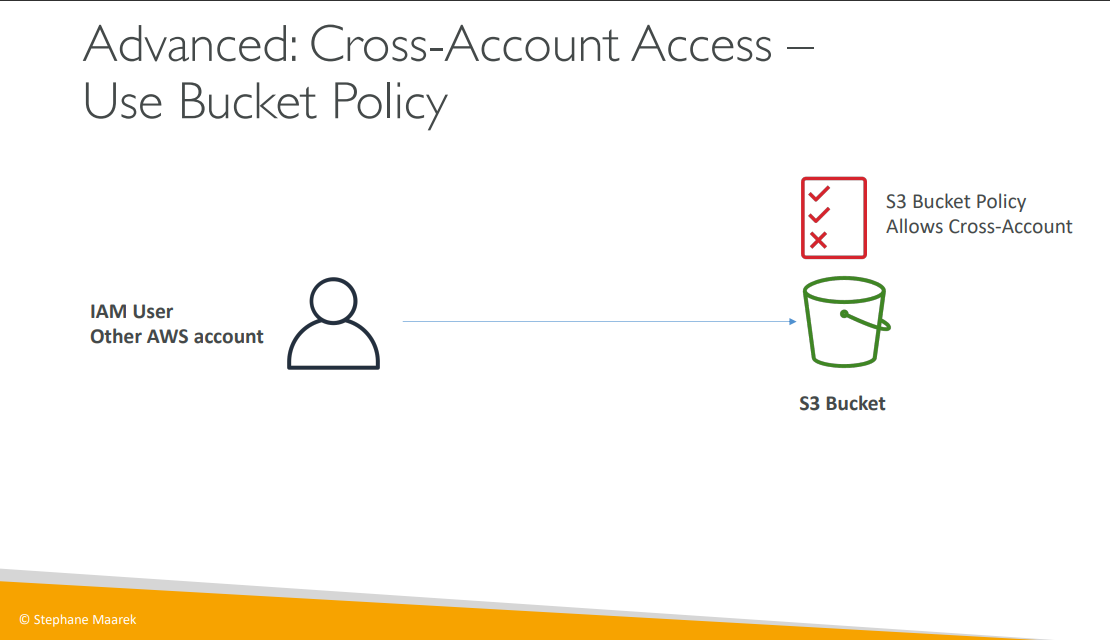 Advanced: Cross-Account Access –
Use Bucket Policy
S3 Bucket Policy
Allows Cross-Account
IAM User
Other AWS account
S3 Bucket
© Stephane Maarek